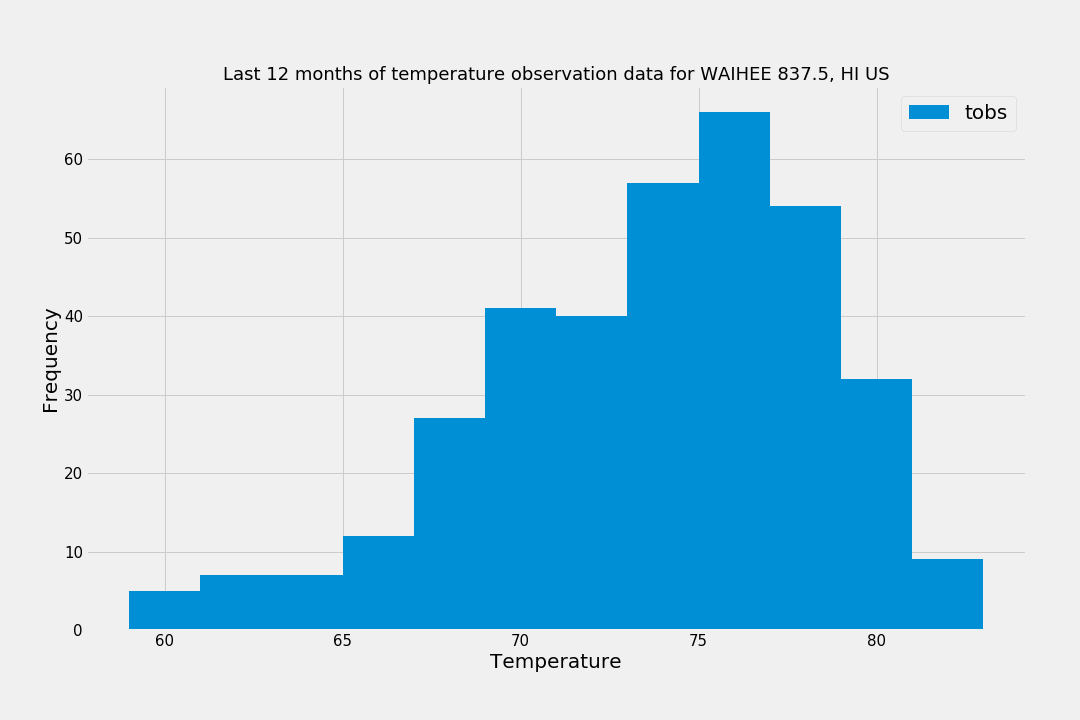 Last 12 months of temperature observation data for WAIHEE 837.5, HI US
tobs
60
50
40
30
20
10
0
Frequency
60 65 70 75 80
Temperature